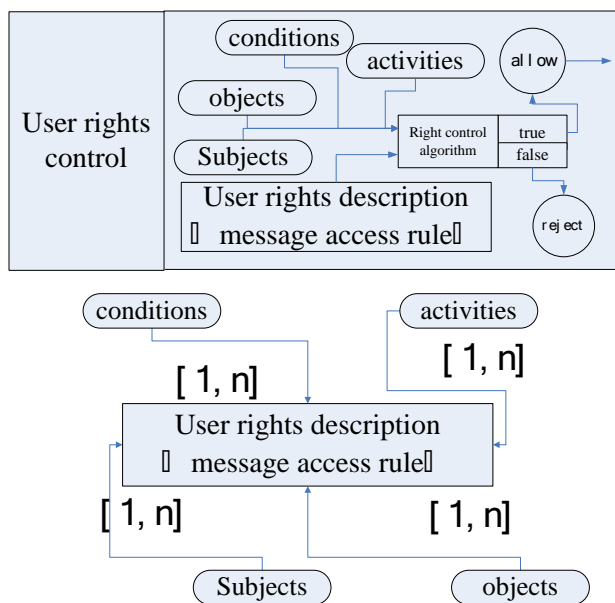 conditions
activities
allow
objects
User rights
control
Right control
algorithm
true
false
Subjects
User rights description
message access rule
reject
conditions
activities
[ 1, n]
[ 1, n]
User rights description
message access rule
[ 1, n]
[ 1, n]
Subjects
objects